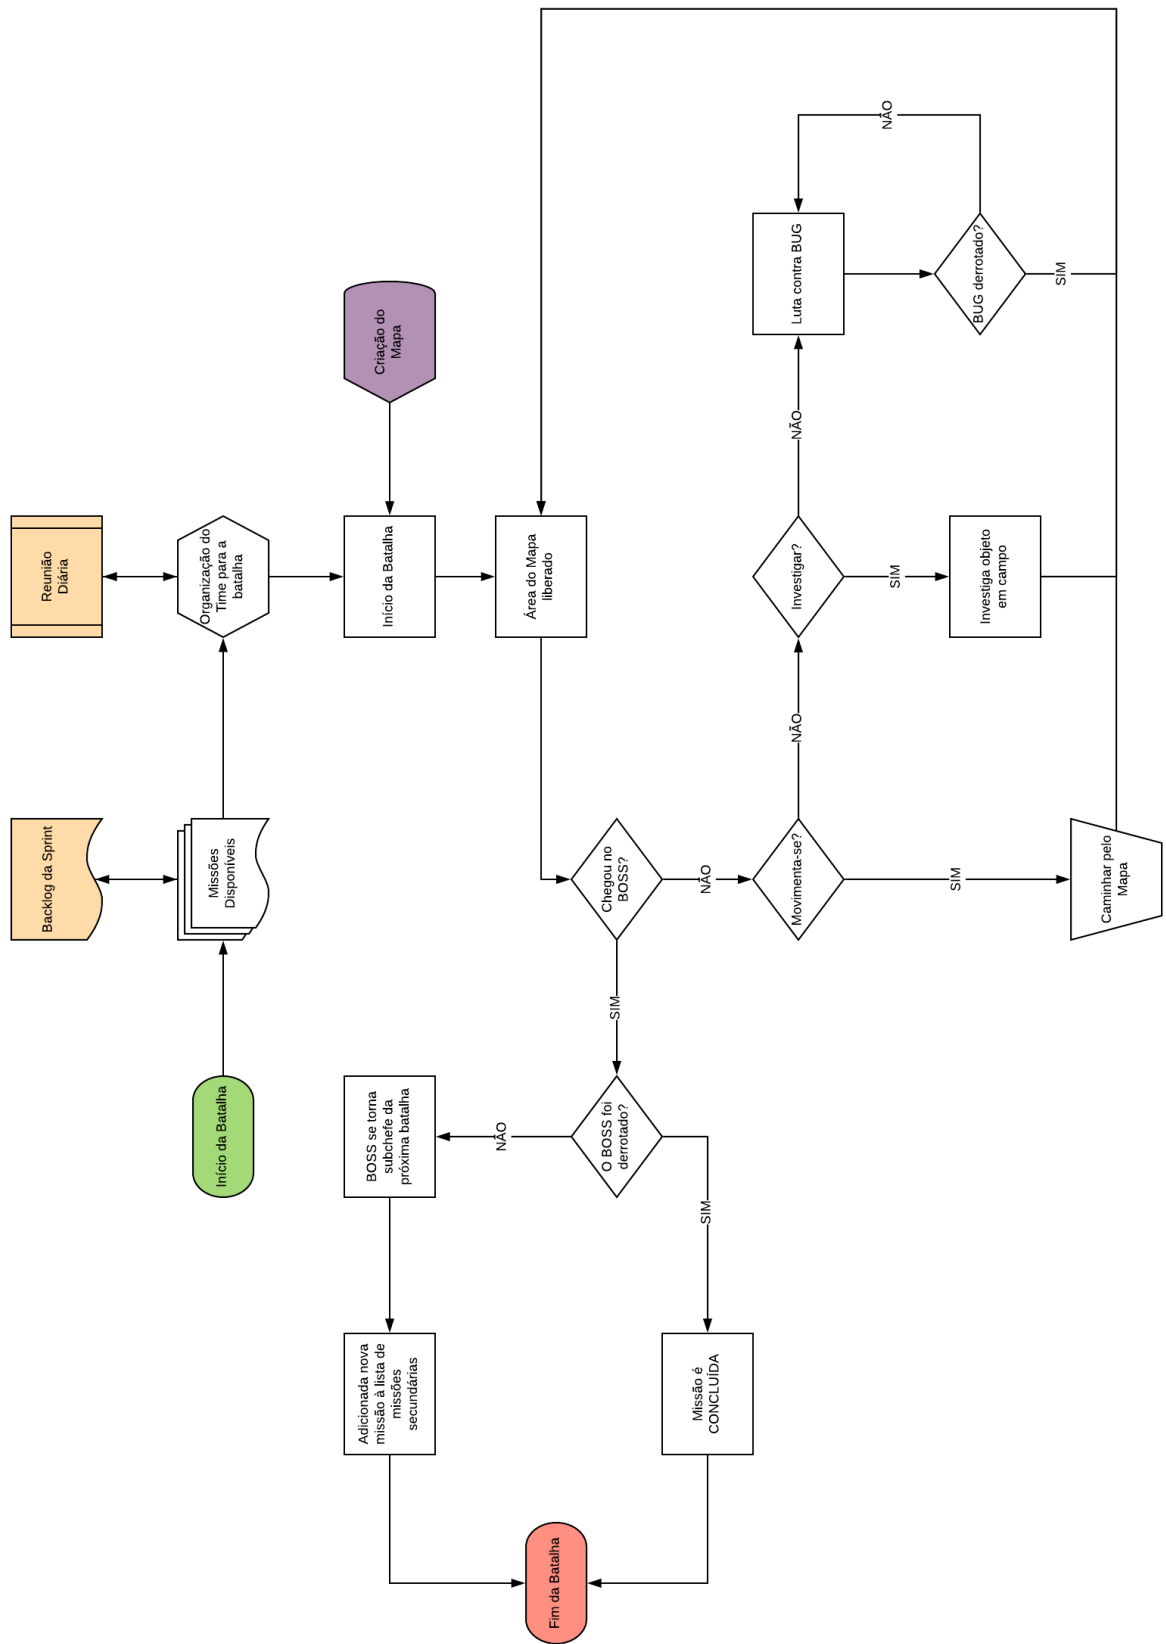 Início da Batalha
Backlog da Sprint
Missões
Disponíveis
Reunião
Diária
Organização do
Time para a
batalha
Criação do
Mapa
Início da Batalha
Área do Mapa
liberado
Chegou no
BOSS?
SIM
NÃO
O BOSS foi
derrotado?
NÃO
SIM
BOSS se torna
subchefe da
próxima batalha
Adicionada nova
missão à lista de
missões
secundárias
Missão é
CONCLUÍDA
Fim da Batalha
Movimenta-se?
NÃO
SIM
Caminhar pelo
Mapa
Investigar?
NÃO
SIM
Investiga objeto
em campo
Luta contra BUG
BUG derrotado?
NÃO
SIM